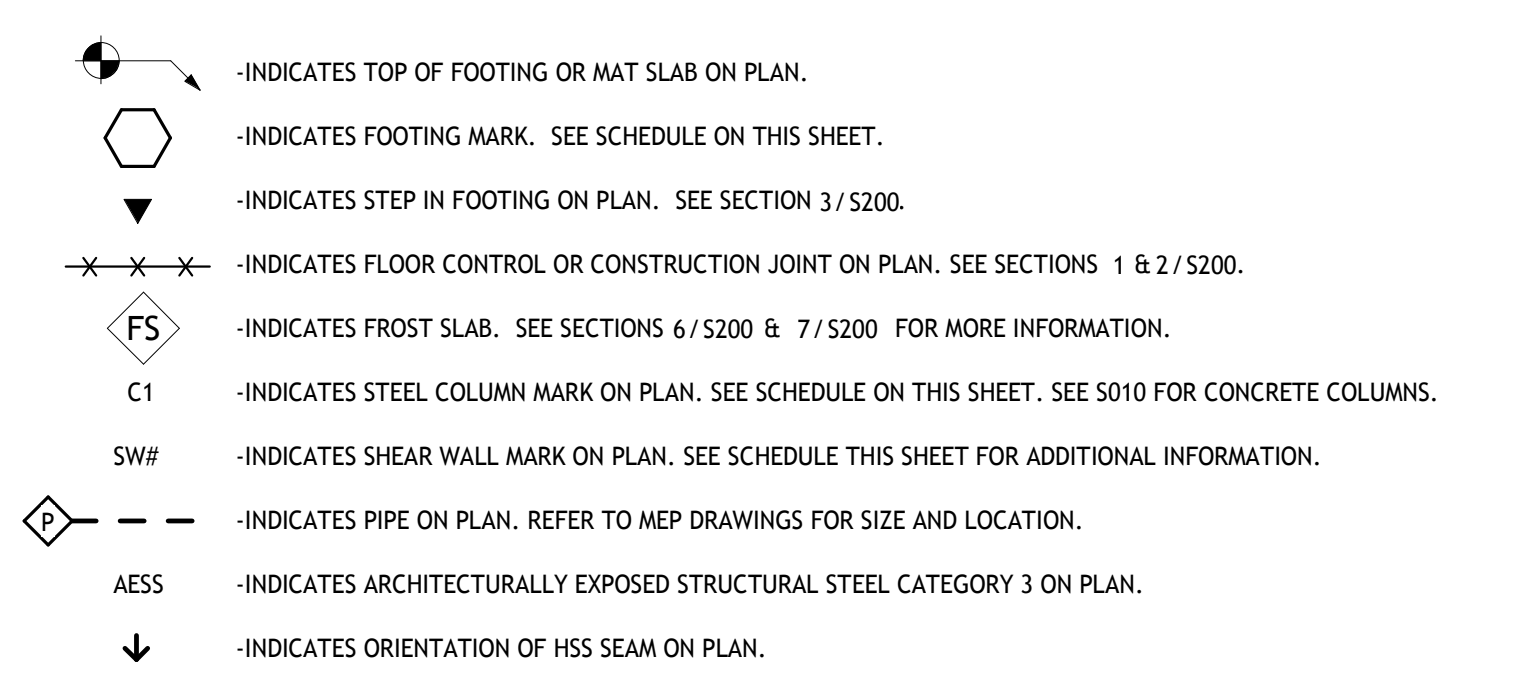 -INDICATES TOP OF FOOTING OR MAT SLAB ON PLAN.
-INDICATES FOOTING MARK. SEE SCHEDULE ON THIS SHEET.
-INDICATES STEP IN FOOTING ON PLAN. SEE SECTION 3/S200.
-INDICATES FLOOR CONTROL OR CONSTRUCTION JOINT ON PLAN. SEE SECTIONS 1 & 2/S200.
FS -INDICATES FROST SLAB. SEE SECTIONS 6/S200 & 7/S200 FOR MORE INFORMATION.
C1 -INDICATES STEEL COLUMN MARK ON PLAN. SEE SCHEDULE ON THIS SHEET. SEE S010 FOR CONCRETE COLUMNS.
SW# -INDICATES SHEAR WALL MARK ON PLAN. SEE SCHEDULE THIS SHEET FOR ADDITIONAL INFORMATION.
P -INDICATES PIPE ON PLAN. REFER TO MEP DRAWINGS FOR SIZE AND LOCATION.
AESS -INDICATES ARCHITECTURALLY EXPOSED STRUCTURAL STEEL CATEGORY 3 ON PLAN.
-INDICATES ORIENTATION OF HSS SEAM ON PLAN.